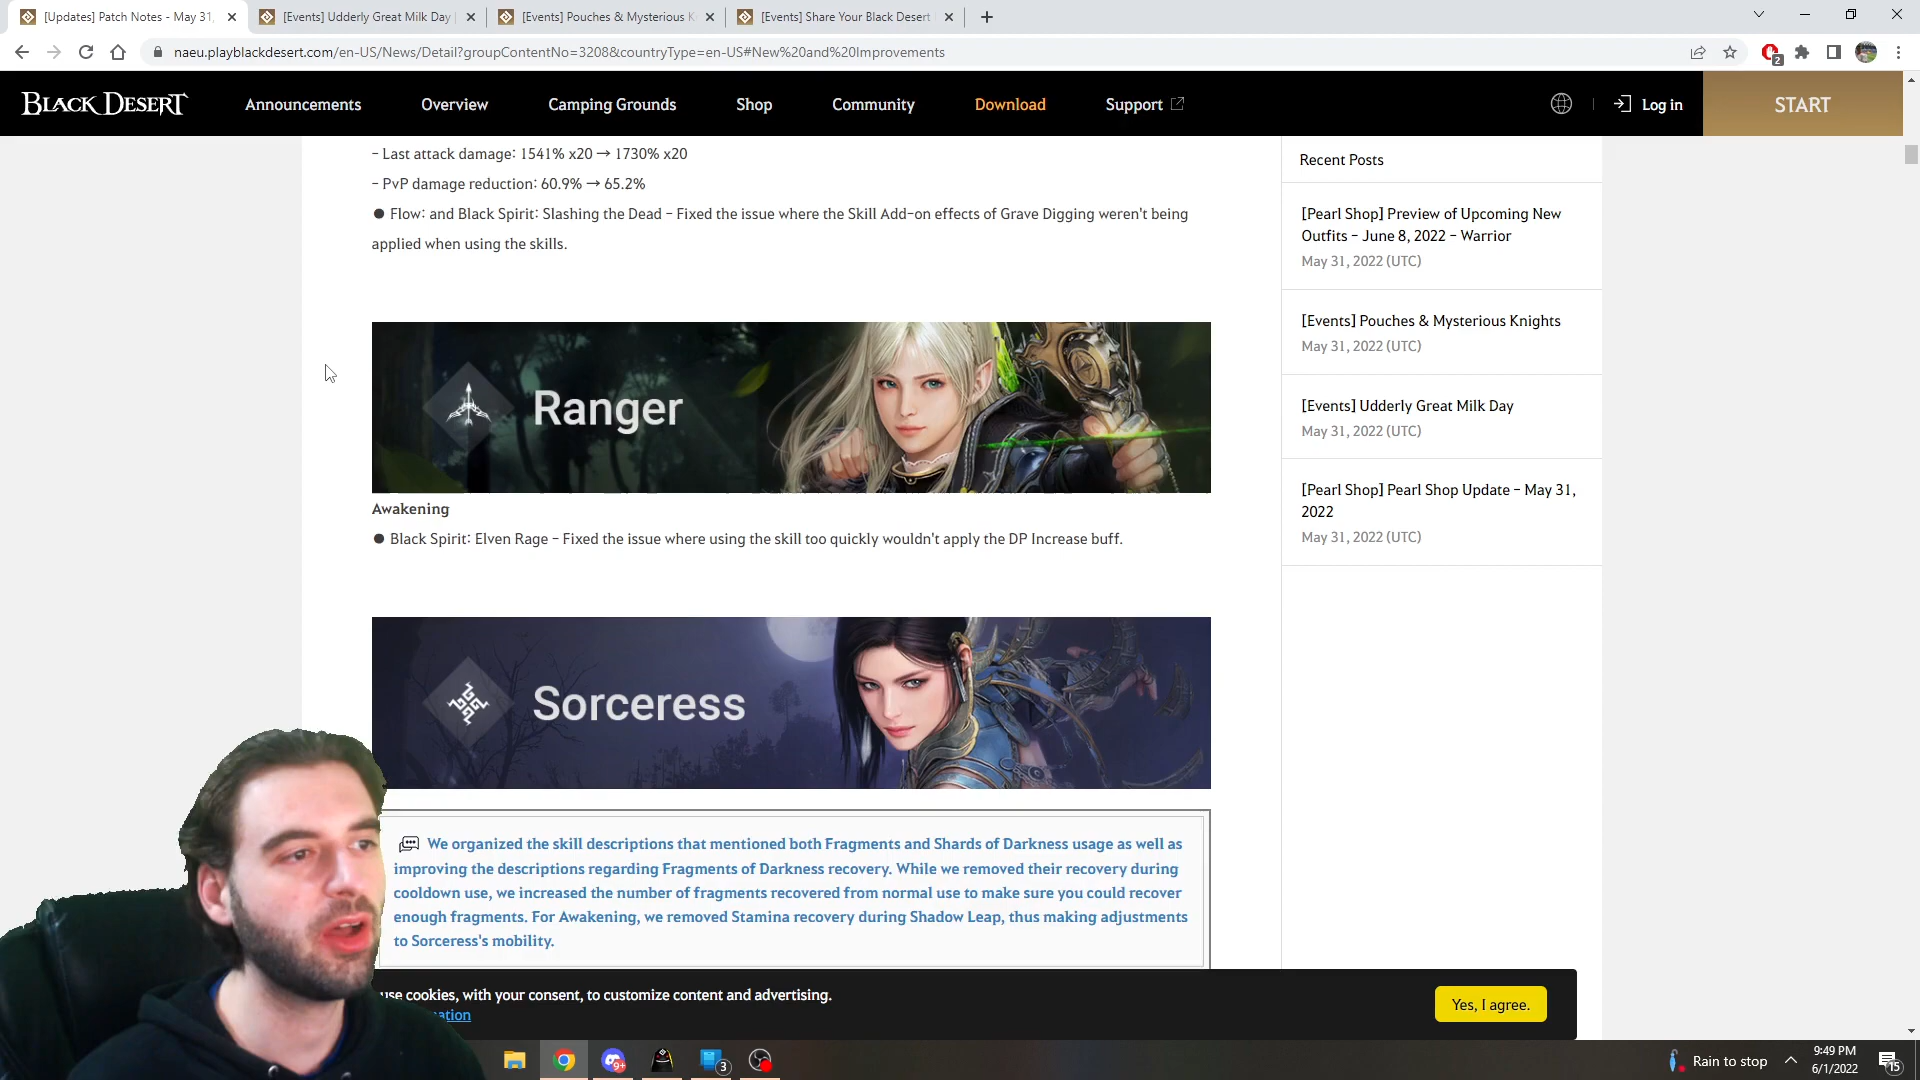 [Updates] Patch Notes - May 31,
[Events] Udderly Great Milk Day
[Events] Pouches & Mysterious K
[Events] Share Your Black Desert
naeu.playblackdesert.com/en-US/News/Detail?groupContentNo=3208&countryType=en-US#New%20and%20Improvements
2
BLACK DESERT
Announcements
Overview
Camping Grounds
Shop
Community
Download
Support
Log in
START
- Last attack damage: 1541% x20 → 1730% x20
- PvP damage reduction: 60.9% → 65.2%
● Flow: and Black Spirit: Slashing the Dead - Fixed the issue where the Skill Add-on effects of Grave Digging weren't being
applied when using the skills.
Ranger
Awakening
● Black Spirit: Elven Rage - Fixed the issue where using the skill too quickly wouldn't apply the DP Increase buff.
Sorceress
We organized the skill descriptions that mentioned both Fragments and Shards of Darkness usage as well as
improving the descriptions regarding Fragments of Darkness recovery. While we removed their recovery during
cooldown use, we increased the number of fragments recovered from normal use to make sure you could recover
enough fragments. For Awakening, we removed Stamina recovery during Shadow Leap, thus making adjustments
to Sorceress's mobility.
Recent Posts
[Pearl Shop] Preview of Upcoming New
Outfits - June 8, 2022 - Warrior
May 31, 2022 (UTC)
[Events] Pouches & Mysterious Knights
May 31, 2022 (UTC)
[Events] Udderly Great Milk Day
May 31, 2022 (UTC)
[Pearl Shop] Pearl Shop Update - May 31,
2022
May 31, 2022 (UTC)
use cookies, with your consent, to customize content and advertising.
ation
Yes, I agree.
9+
3
Rain to stop
9:49 PM
6/1/2022
15